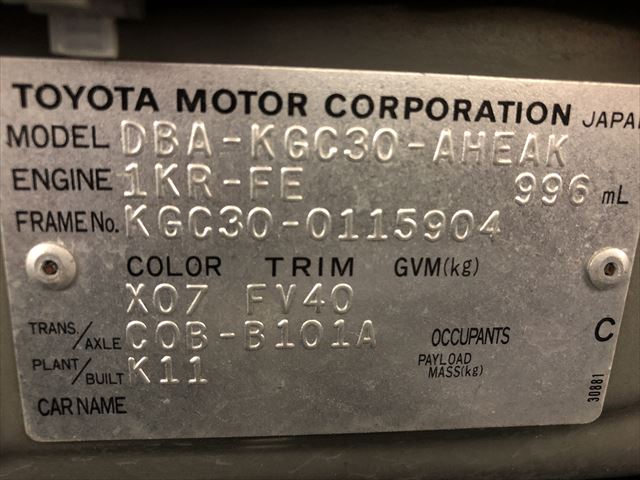 TOYOTA MOTOR CORPORATION JAPAN
MODEL DBA-KGC30-AHEAK
ENGINE 1KR-FE 996 mL
FRAME No. KGC30-0115904
COLOR TRIM GVM(kg)
X07 FV40
TRANS./AXLE C0B-B101A OCCUPANTS C
PLANT/BUILT K11 PAYLOAD MASS(kg)
CAR NAME
30881